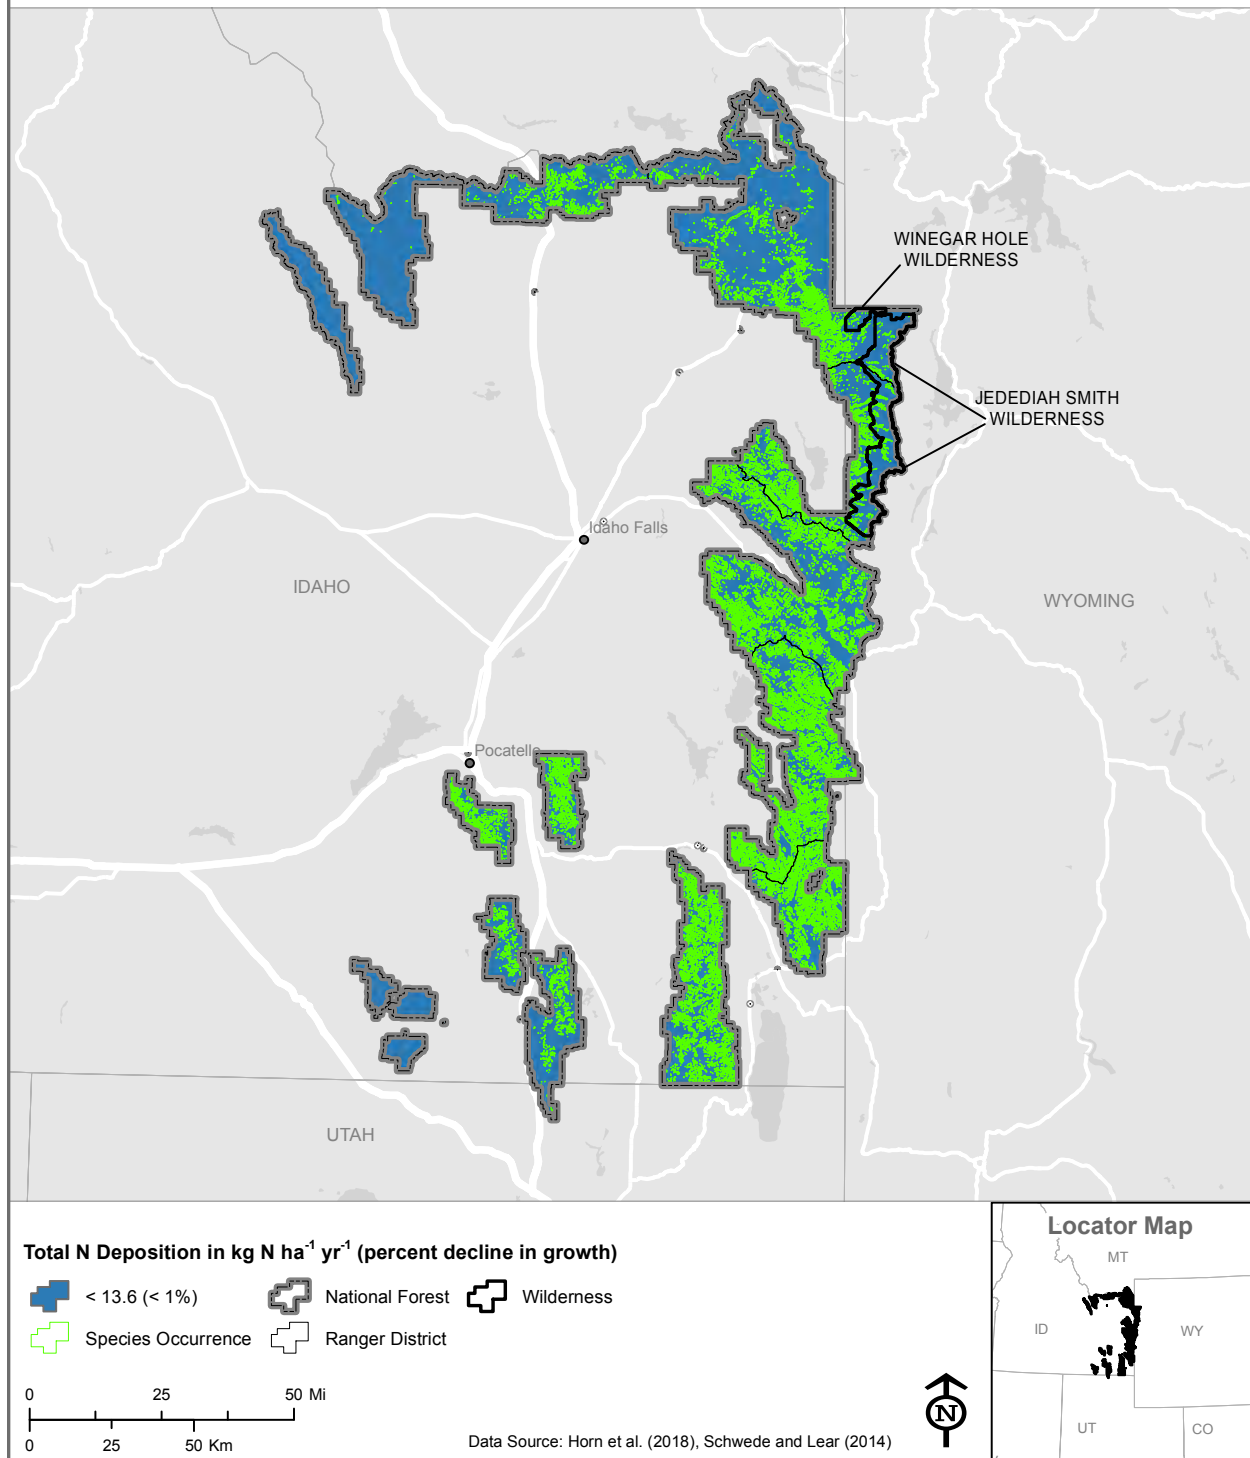 WINEGAR HOLE
WILDERNESS
JEDEDIAH SMITH
WILDERNESS
Idaho Falls
IDAHO
WYOMING
Pocatello
UTAH
Total N Deposition in kg N ha⁻¹ yr⁻¹ (percent decline in growth)
< 13.6 (< 1%)
National Forest
Wilderness
Species Occurrence
Ranger District
0 25 50 Mi
0 25 50 Km
Data Source: Horn et al. (2018), Schwede and Lear (2014)
N
Locator Map
MT
ID
WY
UT
CO